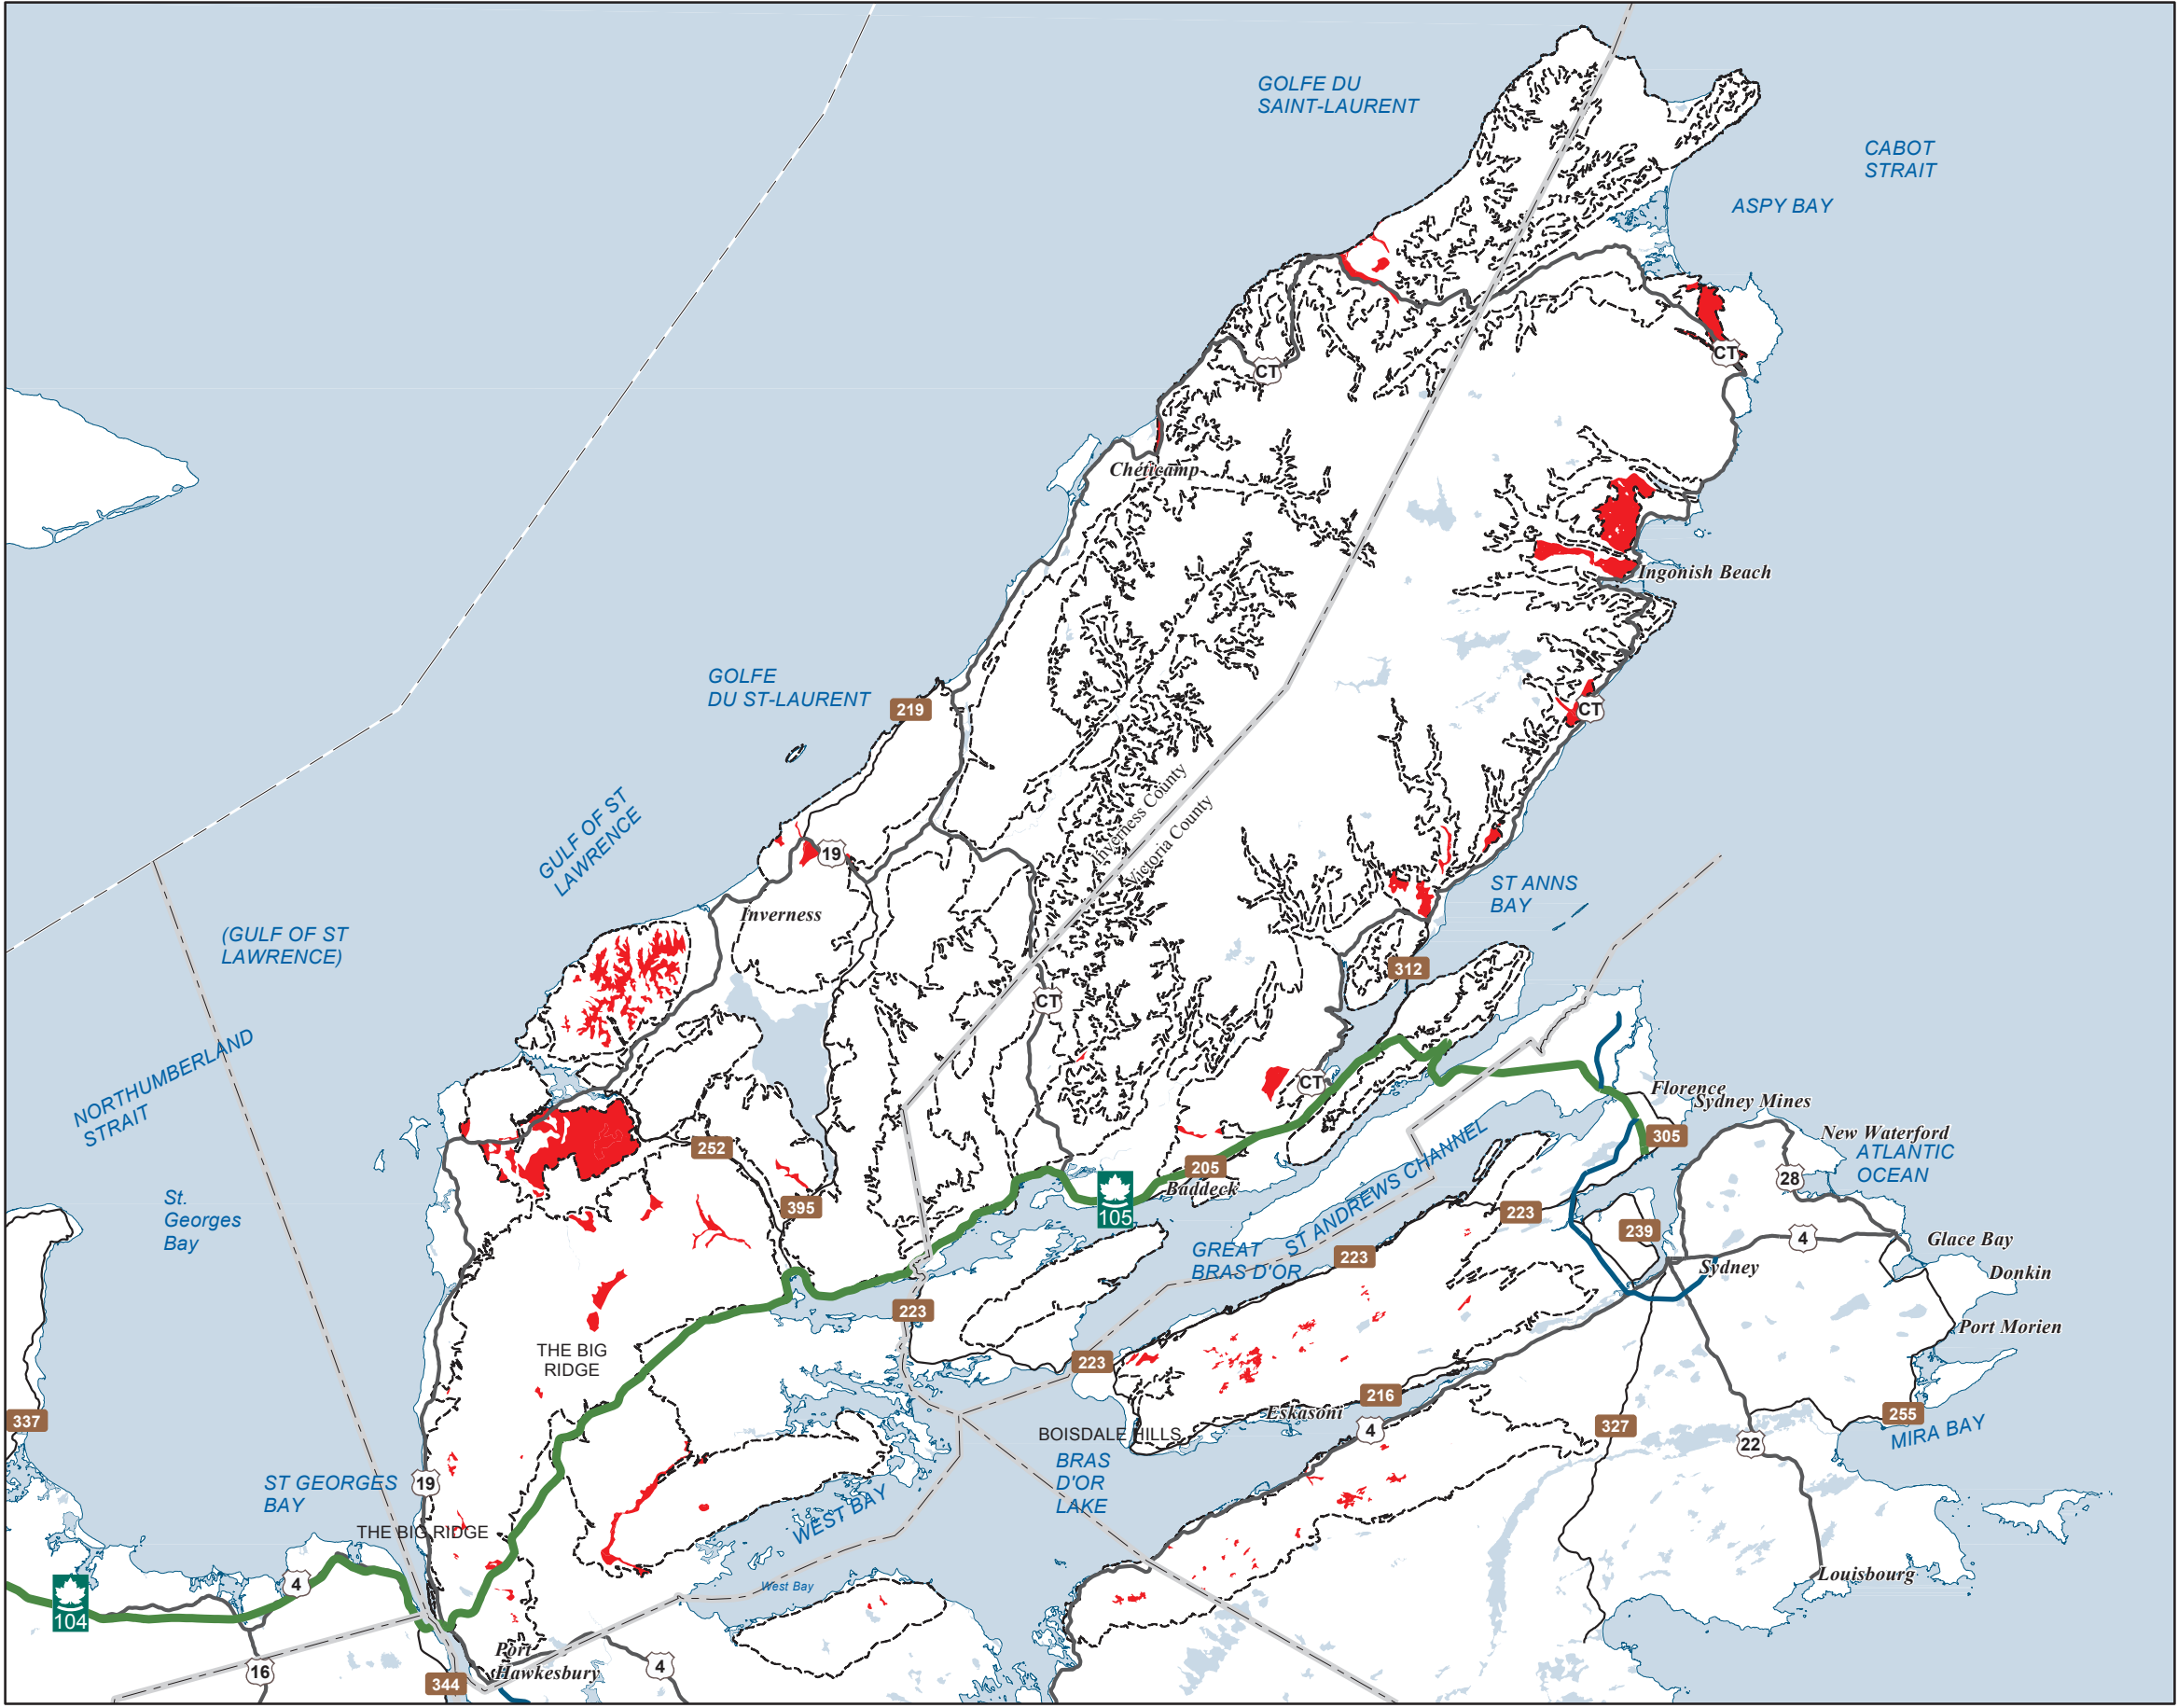 GOLFE DU
SAINT-LAURENT
CABOT
STRAIT
ASPY BAY
CT
CT
Chéticamp
Ingonish Beach
GOLFE
DU ST-LAURENT
219
CT
Inverness County
Victoria County
GULF OF ST
LAWRENCE
19
ST ANNS
BAY
Inverness
(GULF OF ST
LAWRENCE)
312
CT
NORTHUMBERLAND
STRAIT
CT
Florence
Sydney Mines
305
New Waterford
ATLANTIC
OCEAN
252
205
Baddeck
105
28
395
ST ANDREWS CHANNEL
223
239
St.
Georges
Bay
GREAT
BRAS D'OR
223
4
Glace Bay
Sydney
Donkin
223
Port Morien
THE BIG
RIDGE
223
216
Eskasoni
337
BOISDALE HILLS
4
327
255
22
MIRA BAY
BRAS
D'OR
LAKE
19
ST GEORGES
BAY
WEST BAY
THE BIG RIDGE
4
West Bay
Louisbourg
104
Port
Hawkesbury
16
4
344